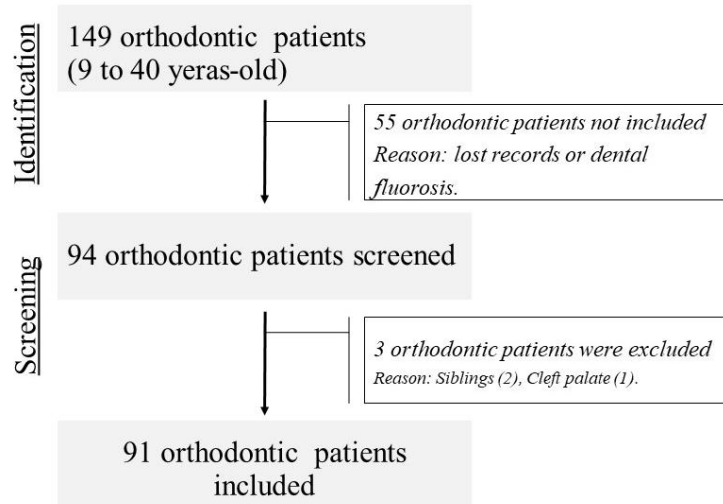 Identification
149 orthodontic patients
(9 to 40 yeras-old)
55 orthodontic patients not included
Reason: lost records or dental
fluorosis.
Screening
94 orthodontic patients screened
3 orthodontic patients were excluded
Reason: Siblings (2), Cleft palate (1).
91 orthodontic patients
included